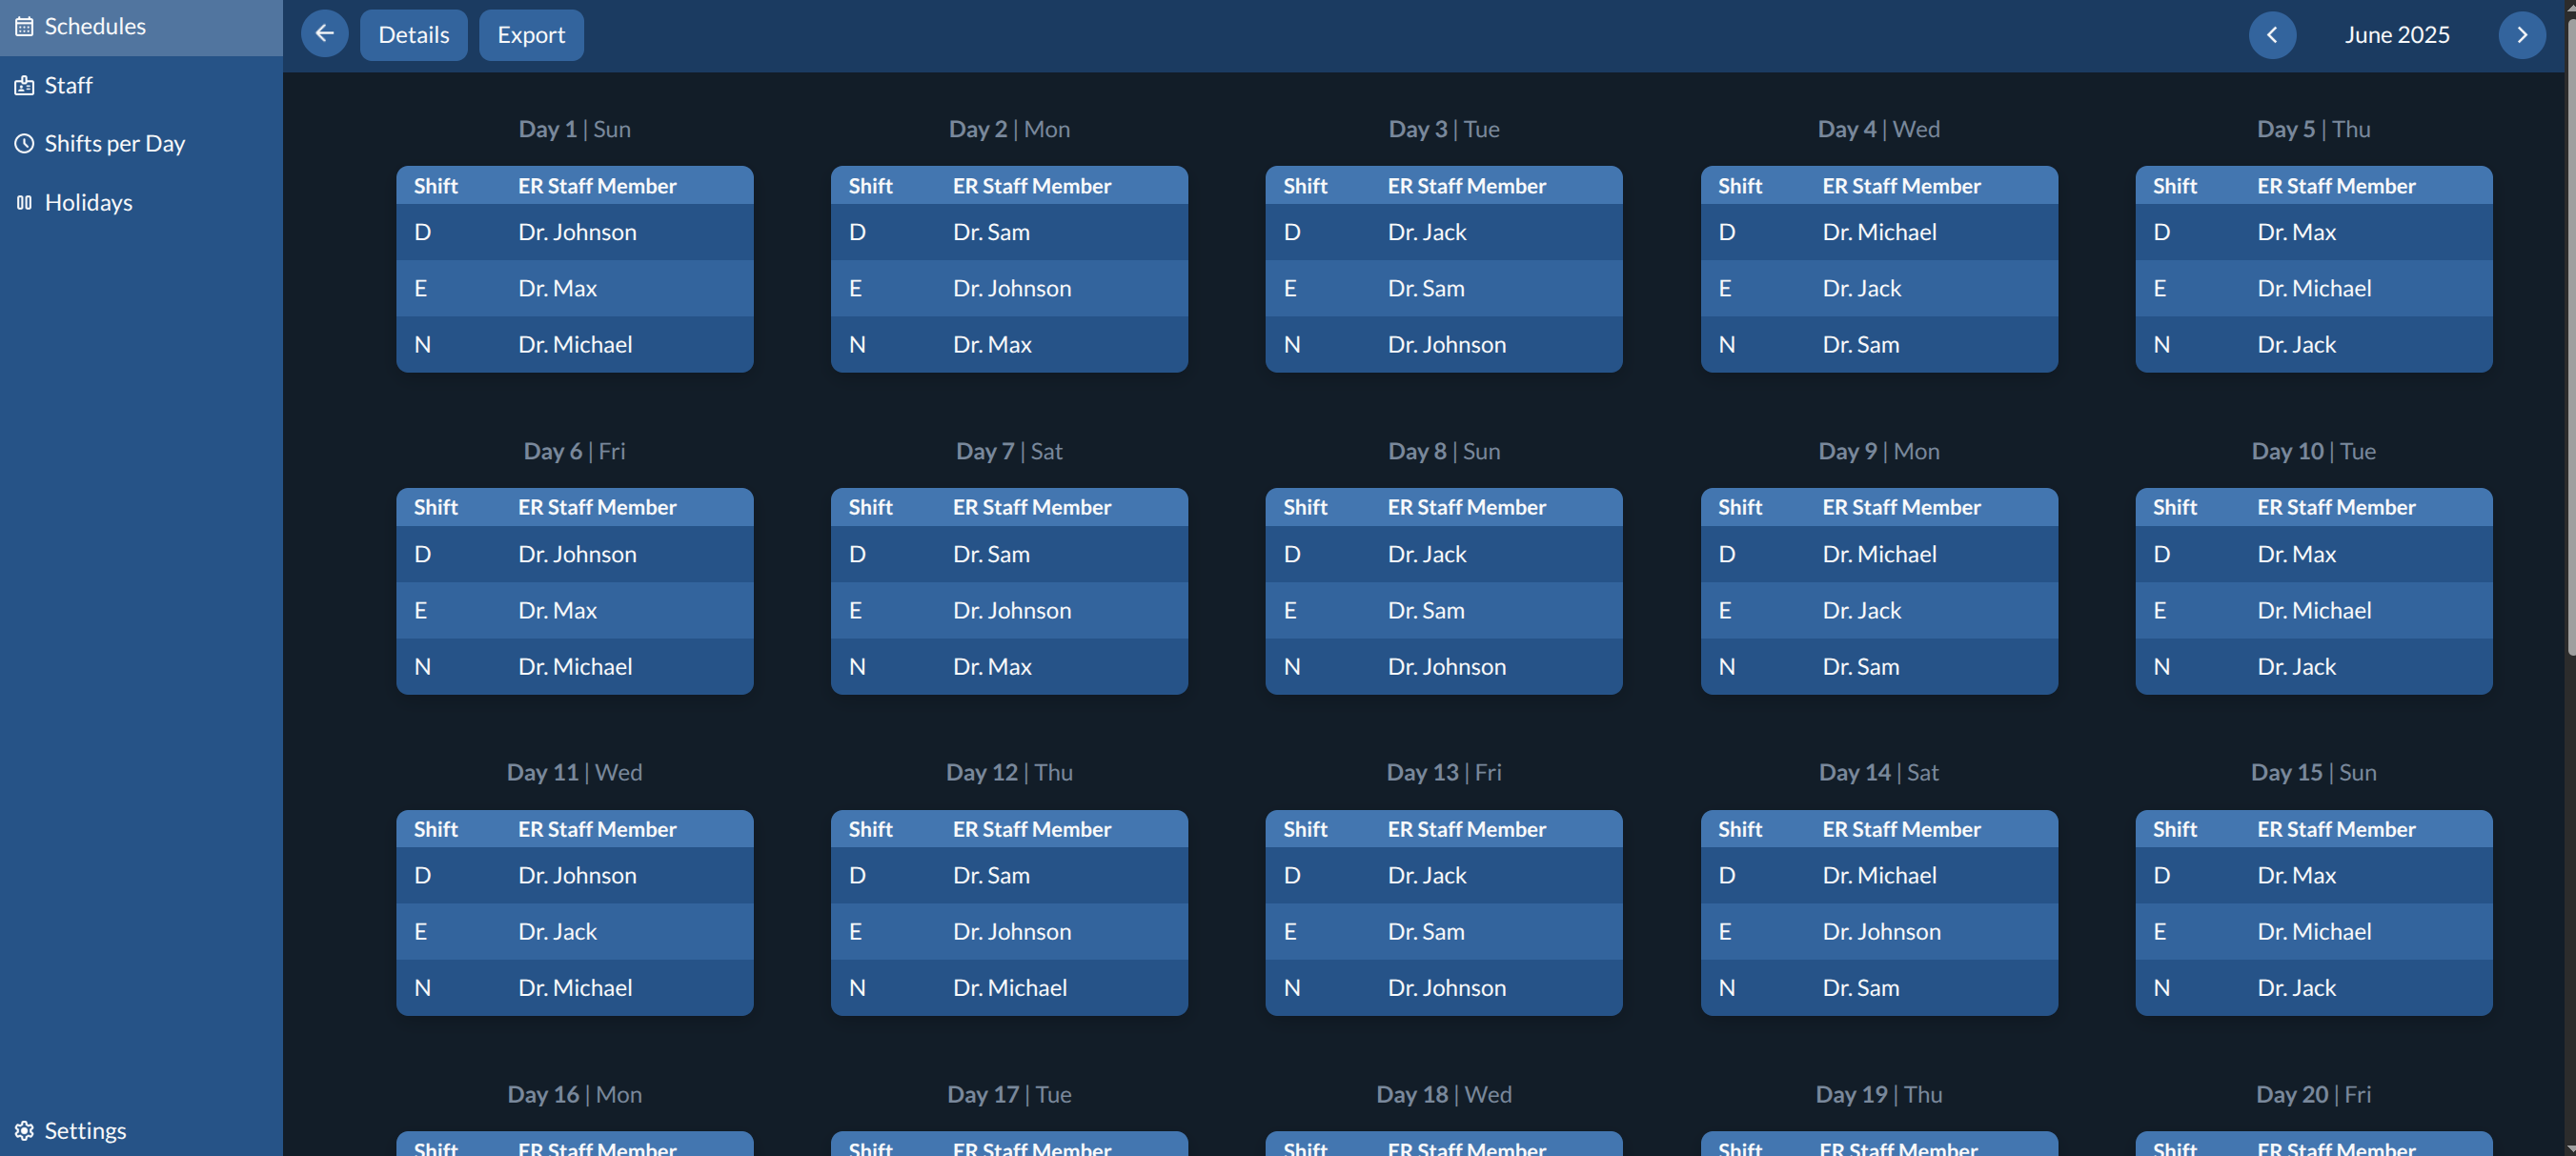 Schedules
Staff
Shifts per Day
Holidays
Settings
Details Export June 2025
Day 1 | Sun Day 2 | Mon Day 3 | Tue Day 4 | Wed Day 5 | Thu
Shift ER Staff Member Shift ER Staff Member Shift ER Staff Member Shift ER Staff Member Shift ER Staff Member
D Dr. Johnson D Dr. Sam D Dr. Jack D Dr. Michael D Dr. Max
E Dr. Max E Dr. Johnson E Dr. Sam E Dr. Jack E Dr. Michael
N Dr. Michael N Dr. Max N Dr. Johnson N Dr. Sam N Dr. Jack
Day 6 | Fri Day 7 | Sat Day 8 | Sun Day 9 | Mon Day 10 | Tue
Shift ER Staff Member Shift ER Staff Member Shift ER Staff Member Shift ER Staff Member Shift ER Staff Member
D Dr. Johnson D Dr. Sam D Dr. Jack D Dr. Michael D Dr. Max
E Dr. Max E Dr. Johnson E Dr. Sam E Dr. Jack E Dr. Michael
N Dr. Michael N Dr. Max N Dr. Johnson N Dr. Sam N Dr. Jack
Day 11 | Wed Day 12 | Thu Day 13 | Fri Day 14 | Sat Day 15 | Sun
Shift ER Staff Member Shift ER Staff Member Shift ER Staff Member Shift ER Staff Member Shift ER Staff Member
D Dr. Johnson D Dr. Sam D Dr. Jack D Dr. Michael D Dr. Max
E Dr. Jack E Dr. Johnson E Dr. Sam E Dr. Johnson E Dr. Michael
N Dr. Michael N Dr. Michael N Dr. Johnson N Dr. Sam N Dr. Jack
Day 16 | Mon Day 17 | Tue Day 18 | Wed Day 19 | Thu Day 20 | Fri
Shift ER Staff Member Shift ER Staff Member Shift ER Staff Member Shift ER Staff Member Shift ER Staff Member